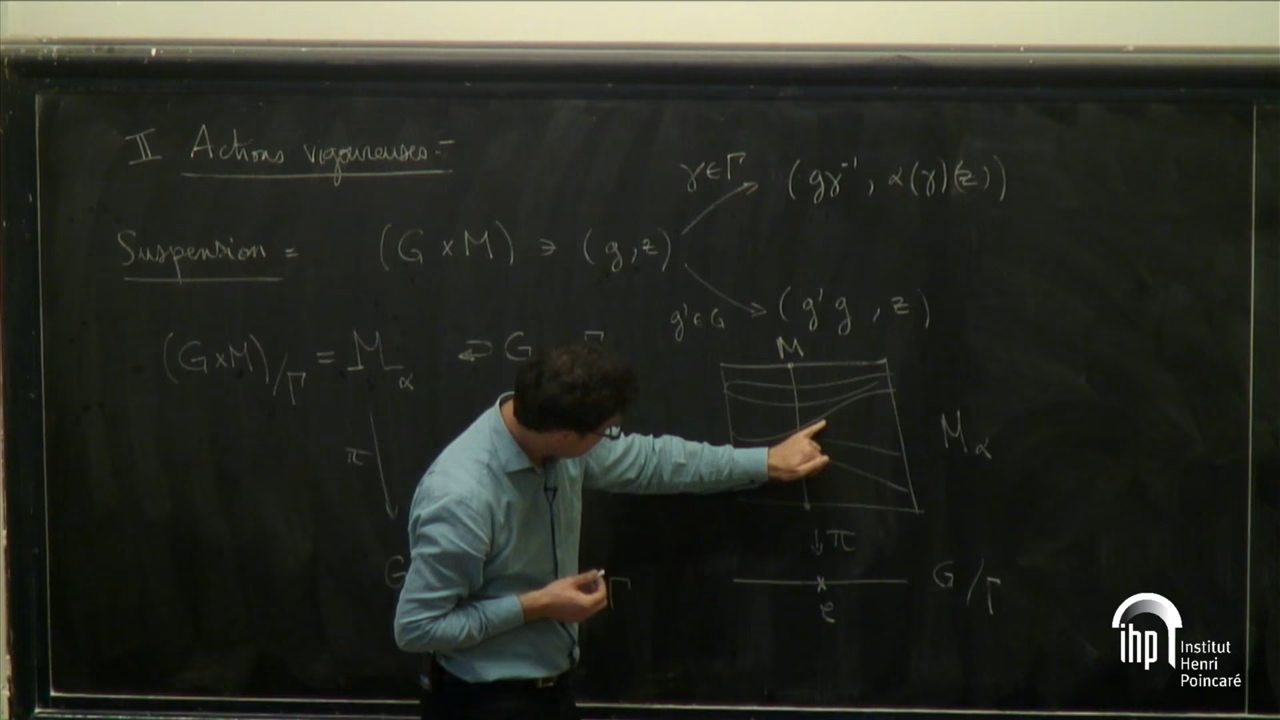 II Actions vigoureuses :
γ∈Γ (gγ⁻¹, α(γ)(z))
Suspension : (G × M) ∋ (g, z)
g'∈G (g'g, z)
(G×M)/Γ = M_α ↩ G Γ
M
M_α
π
↓π
G Γ
G/Γ
e
ihp Institut
Henri
Poincaré